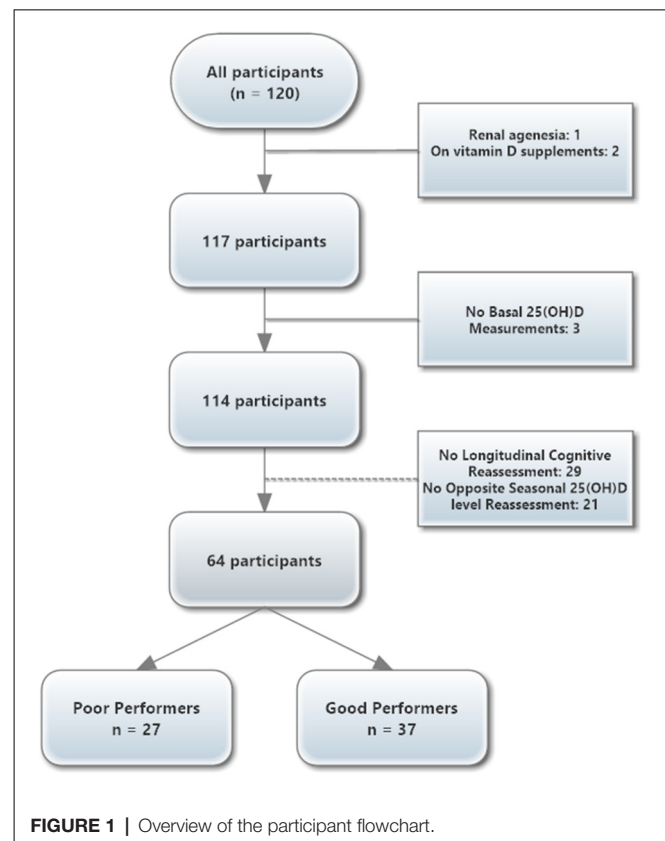 All participants
(n = 120)
Renal agenesia: 1
On vitamin D supplements: 2
117 participants
No Basal 25(OH)D
Measurements: 3
114 participants
No Longitudinal Cognitive
Reassessment: 29
No Opposite Seasonal 25(OH)D
level Reassessment: 21
64 participants
Poor Performers
n = 27
Good Performers
n = 37
FIGURE 1 | Overview of the participant flowchart.